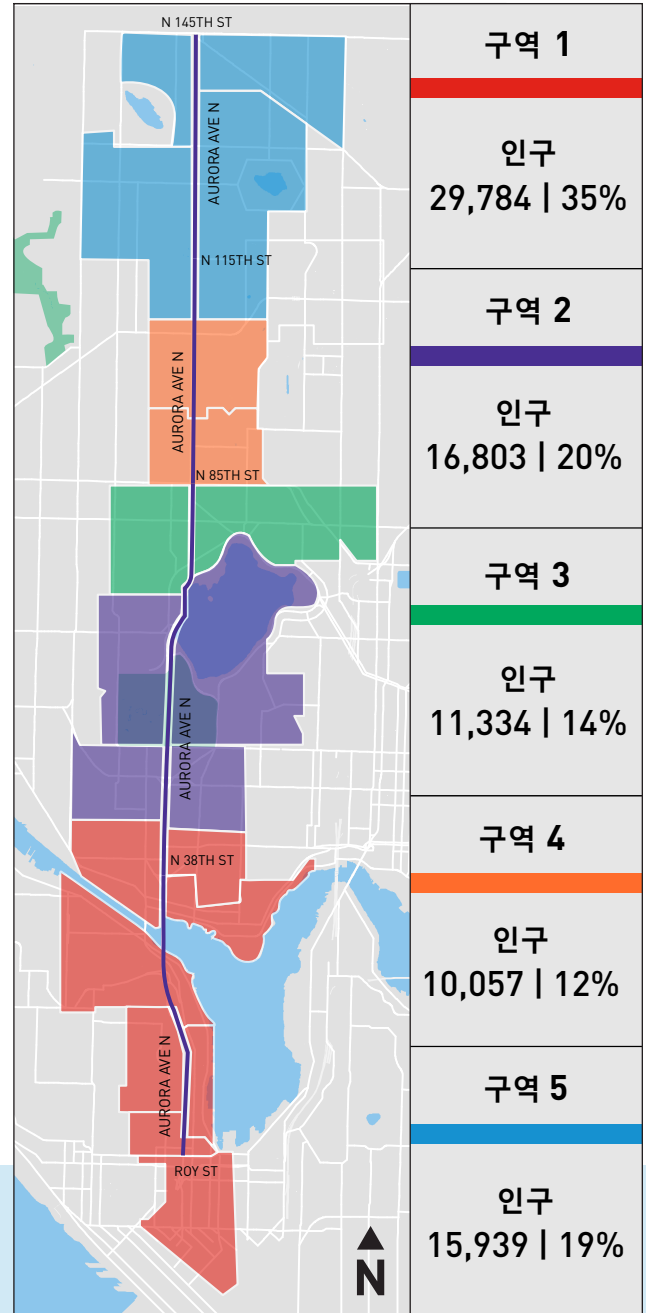 N 145TH ST
AURORA AVE N
N 115TH ST
AURORA AVE N
N 85TH ST
AURORA AVE N
N 38TH ST
AURORA AVE N
ROY ST
N
구역 1
인구
29,784 | 35%
구역 2
인구
16,803 | 20%
구역 3
인구
11,334 | 14%
구역 4
인구
10,057 | 12%
구역 5
인구
15,939 | 19%